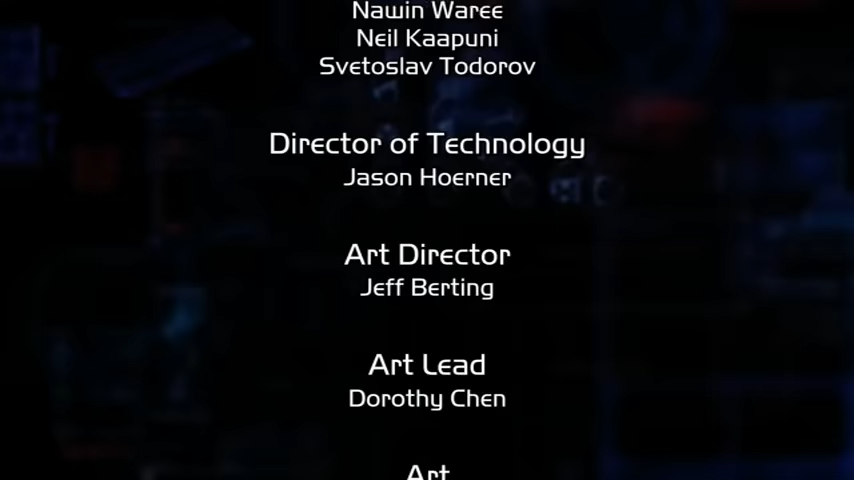 Nawin Waree
Neil Kaapuni
Svetoslav Todorov
Director of Technology
Jason Hoerner
Art Director
Jeff Berting
Art Lead
Dorothy Chen
Art